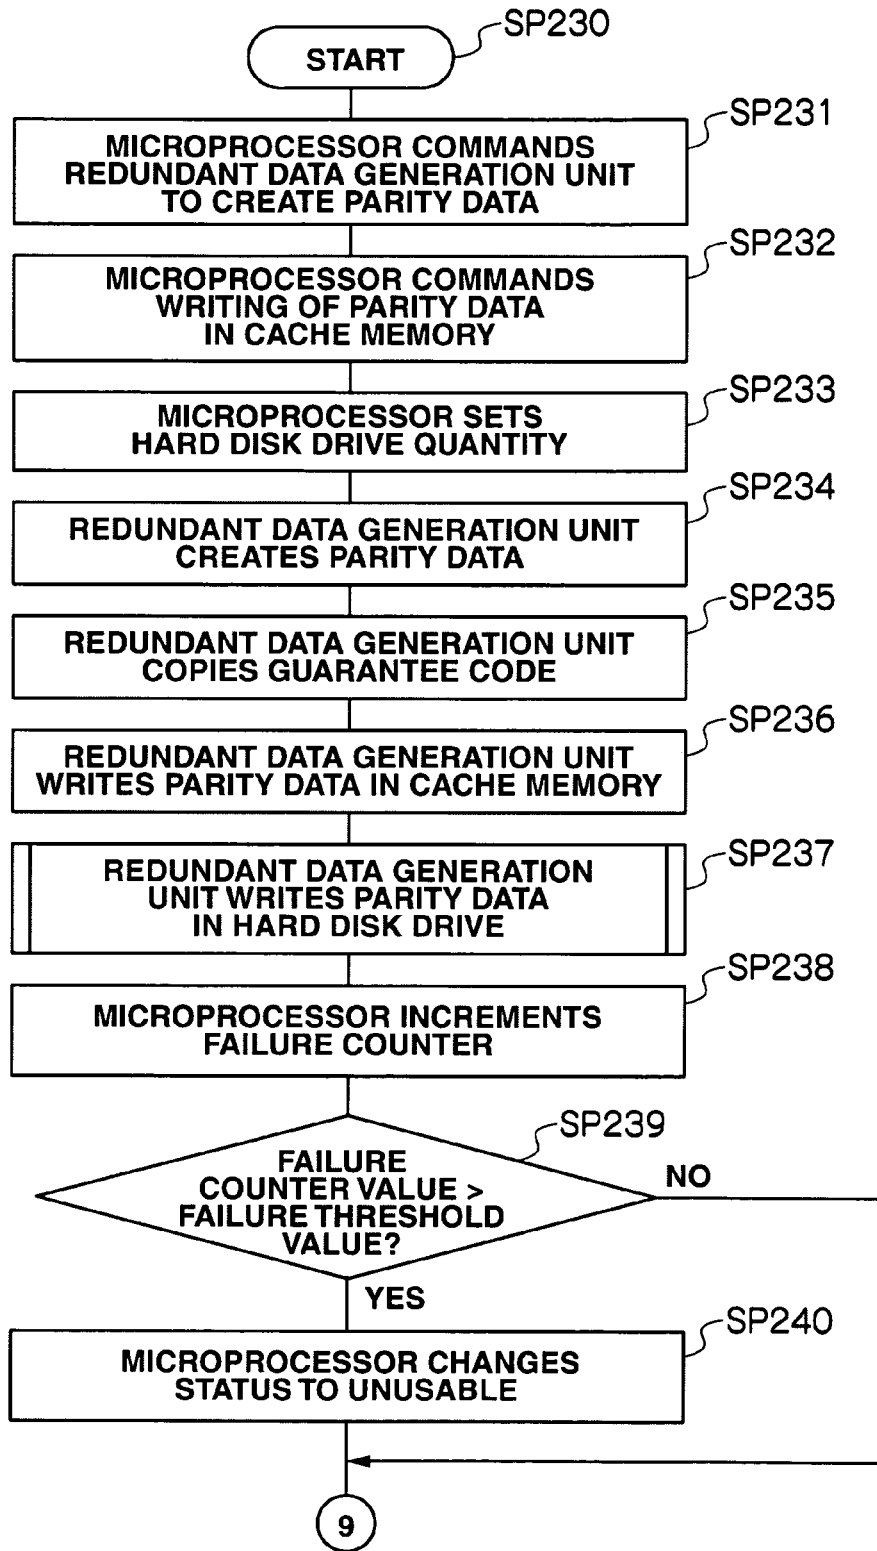 SP230
START
SP231
MICROPROCESSOR COMMANDS
REDUNDANT DATA GENERATION UNIT
TO CREATE PARITY DATA
SP232
MICROPROCESSOR COMMANDS
WRITING OF PARITY DATA
IN CACHE MEMORY
SP233
MICROPROCESSOR SETS
HARD DISK DRIVE QUANTITY
SP234
REDUNDANT DATA GENERATION UNIT
CREATES PARITY DATA
SP235
REDUNDANT DATA GENERATION UNIT
COPIES GUARANTEE CODE
SP236
REDUNDANT DATA GENERATION UNIT
WRITES PARITY DATA IN CACHE MEMORY
SP237
REDUNDANT DATA GENERATION
UNIT WRITES PARITY DATA
IN HARD DISK DRIVE
SP238
MICROPROCESSOR INCREMENTS
FAILURE COUNTER
SP239
FAILURE
COUNTER VALUE >
FAILURE THRESHOLD
VALUE?
NO
YES
SP240
MICROPROCESSOR CHANGES
STATUS TO UNUSABLE
9